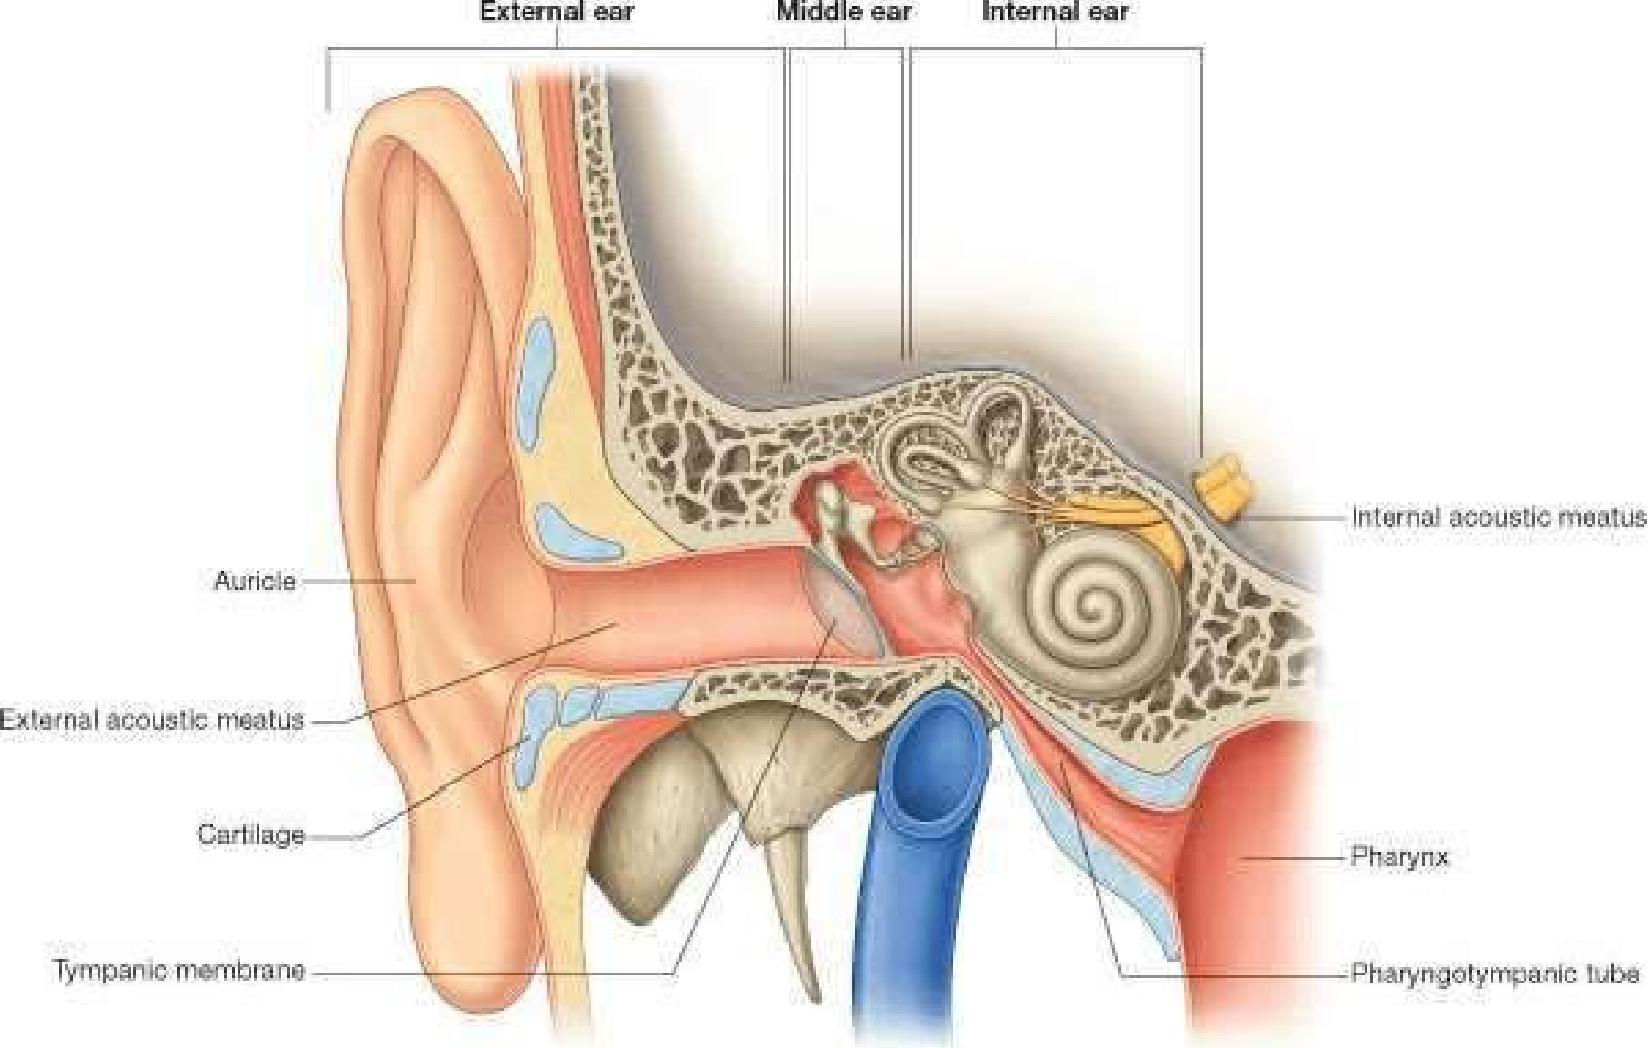 External ear
Middle ear
Internal ear
Internal acoustic meatus
Auricle
External acoustic meatus
Cartilage
Pharynx
Tympanic membrane
Pharyngotympanic tube